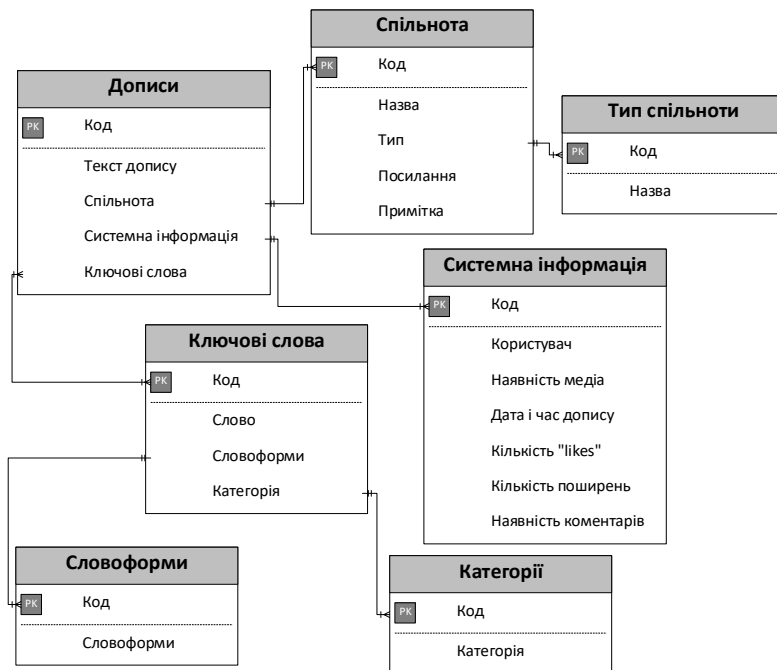 Спільнота
PK Код
Назва
Тип
Посилання
Примітка
Дописи
PK Код
Текст допису
Спільнота
Системна інформація
Ключові слова
Тип спільноти
PK Код
Назва
Системна інформація
PK Код
Користувач
Наявність медіа
Дата і час допису
Кількість "likes"
Кількість поширень
Наявність коментарів
Ключові слова
PK Код
Слово
Словоформи
Категорія
Словоформи
PK Код
Словоформи
Категорії
PK Код
Категорія